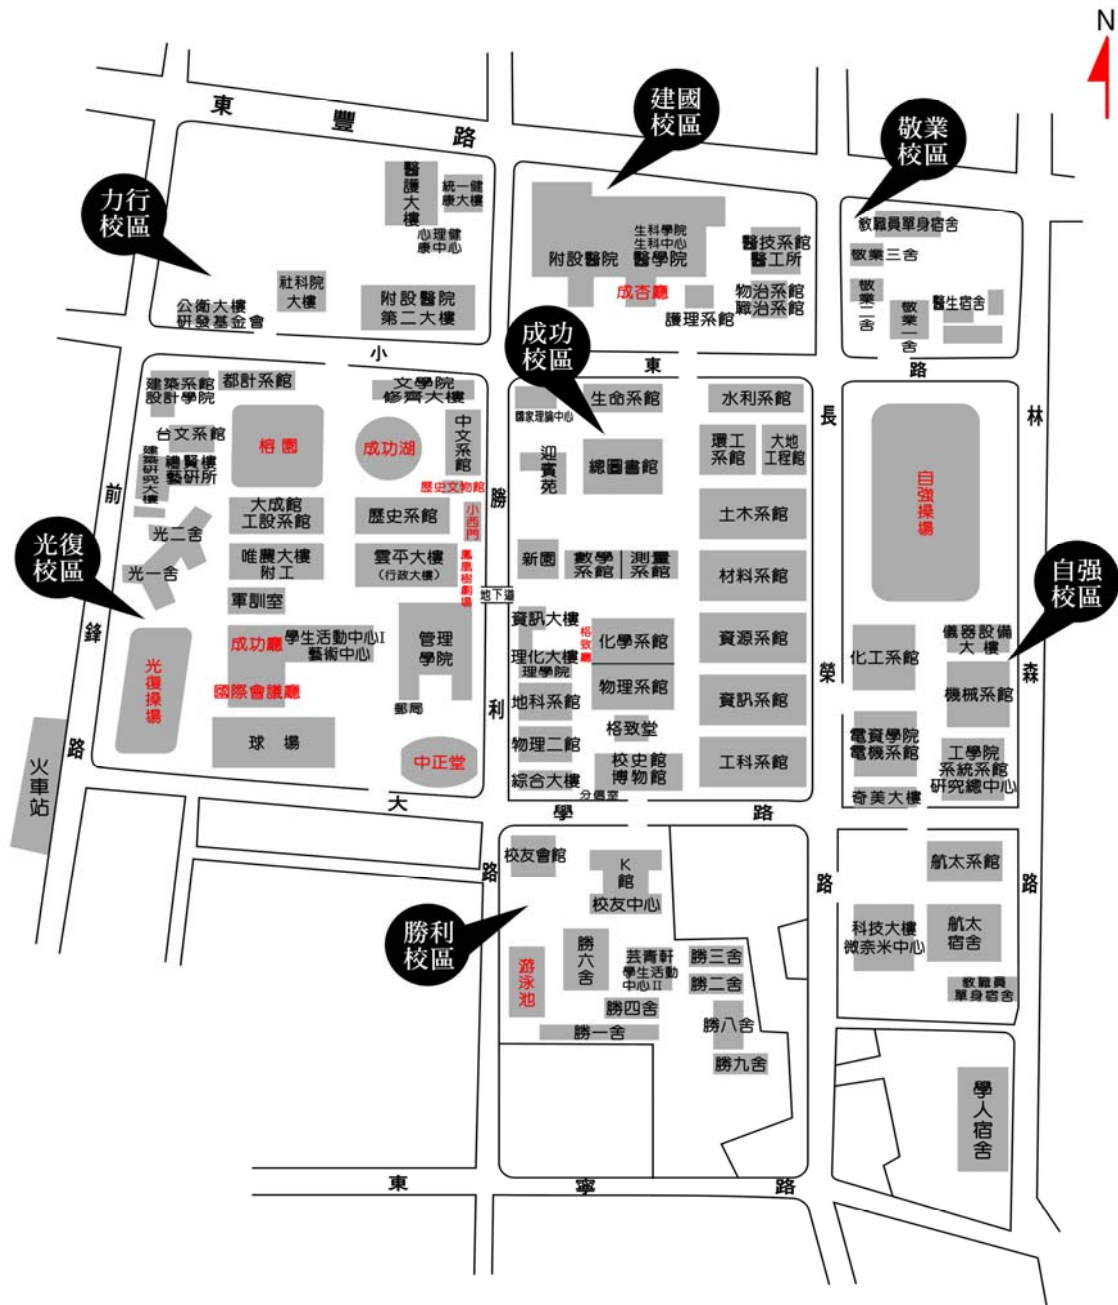 N
東豐路
建國
校區
敬業
校區
力行
校區
醫護大樓
統一健
康大樓
心理健
康中心
社科院
大樓
公衛大樓
研發基金會
附設醫院
第二大樓
附設醫院
生科學院
生科中心
醫學院
成杏廳
護理系館
醫技系館
醫工所
物治系館
職治系館
教職員單身宿舍
敬業三舍
敬業二舍
敬業一舍
醫生宿舍
小東路
成功
校區
建築系館
設計學院
都計系館
文學院
修齊大樓
台文系館
建築研究大樓
禮賢樓
藝研所
榕園
成功湖
中文系館
歷史文物館
小西門
大成館
工設系館
歷史系館
光二舍
光一舍
唯農大樓
附工
雲平大樓
(行政大樓)
鳳凰樹劇場
軍訓室
光復
校區
成功廳
學生活動中心I
藝術中心
管理
學院
國際會議廳
光復操場
郵局
球場
中正堂
前鋒路
火車站
勝利路
地下道
國家理論中心
生命系館
水利系館
迎賓苑
總圖書館
環工
系館
大地
工程館
土木系館
新園
數學
系館
測量
系館
材料系館
資訊大樓
格致廳
化學系館
資源系館
理化大樓
理學院
物理系館
地科系館
資訊系館
格致堂
物理二館
校史館
博物館
工科系館
綜合大樓
分信室
長榮路
林森路
自強操場
自強
校區
化工系館
儀器設備
大樓
機械系館
電資學院
電機系館
工學院
系統系館
研究總中心
奇美大樓
大學路
校友會館
K
館
校友中心
勝利
校區
游泳池
勝六舍
芸青軒
學生活動
中心II
勝三舍
勝二舍
勝四舍
勝一舍
勝八舍
勝九舍
航太系館
科技大樓
微奈米中心
航太
宿舍
教職員
單身宿舍
學人宿舍
東寧路